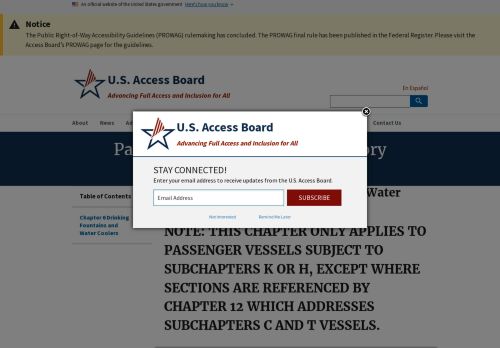 An official website of the United States government Here's how you know
Notice
The Public Right-of-Way Accessibility Guidelines (PROWAG) rulemaking has concluded. The PROWAG final rule has been published in the Federal Register. Please visit the
Access Board's PROWAG page for the guidelines.
U.S. Access Board
Advancing Full Access and Inclusion for All
En Español
About News
Contact Us
U.S. Access Board
Advancing Full Access and Inclusion for All
STAY CONNECTED!
Enter your email address to receive updates from the U.S. Access Board.
Email Address
SUBSCRIBE
Not Interested Remind Me Later
Table of Contents
Water
Chapter 6 Drinking
Fountains and
Water Coolers
NOTE: THIS CHAPTER ONLY APPLIES TO
PASSENGER VESSELS SUBJECT TO
SUBCHAPTERS K OR H, EXCEPT WHERE
SECTIONS ARE REFERENCED BY
CHAPTER 12 WHICH ADDRESSES
SUBCHAPTERS C AND T VESSELS.